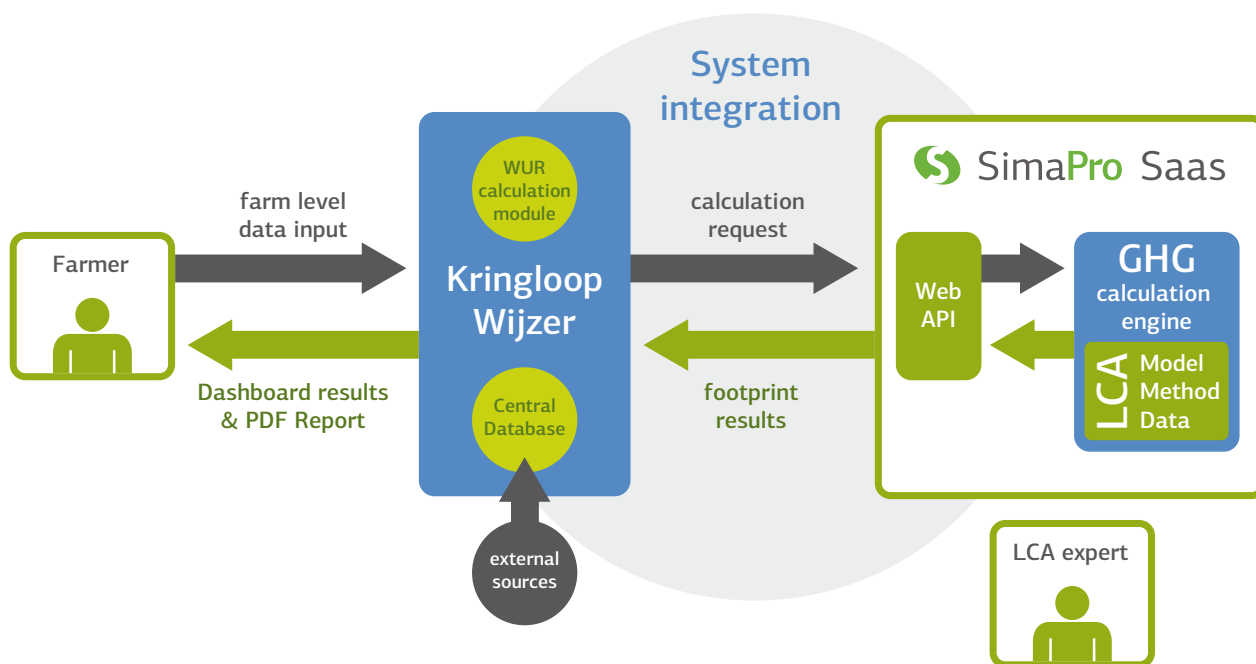 System
integration
Farmer
farm level
data input
Dashboard results
& PDF Report
WUR
calculation
module
Kringloop
Wijzer
Central
Database
external
sources
calculation
request
footprint
results
SimaPro Saas
Web
API
GHG
calculation
engine
LCA
Model
Method
Data
LCA expert